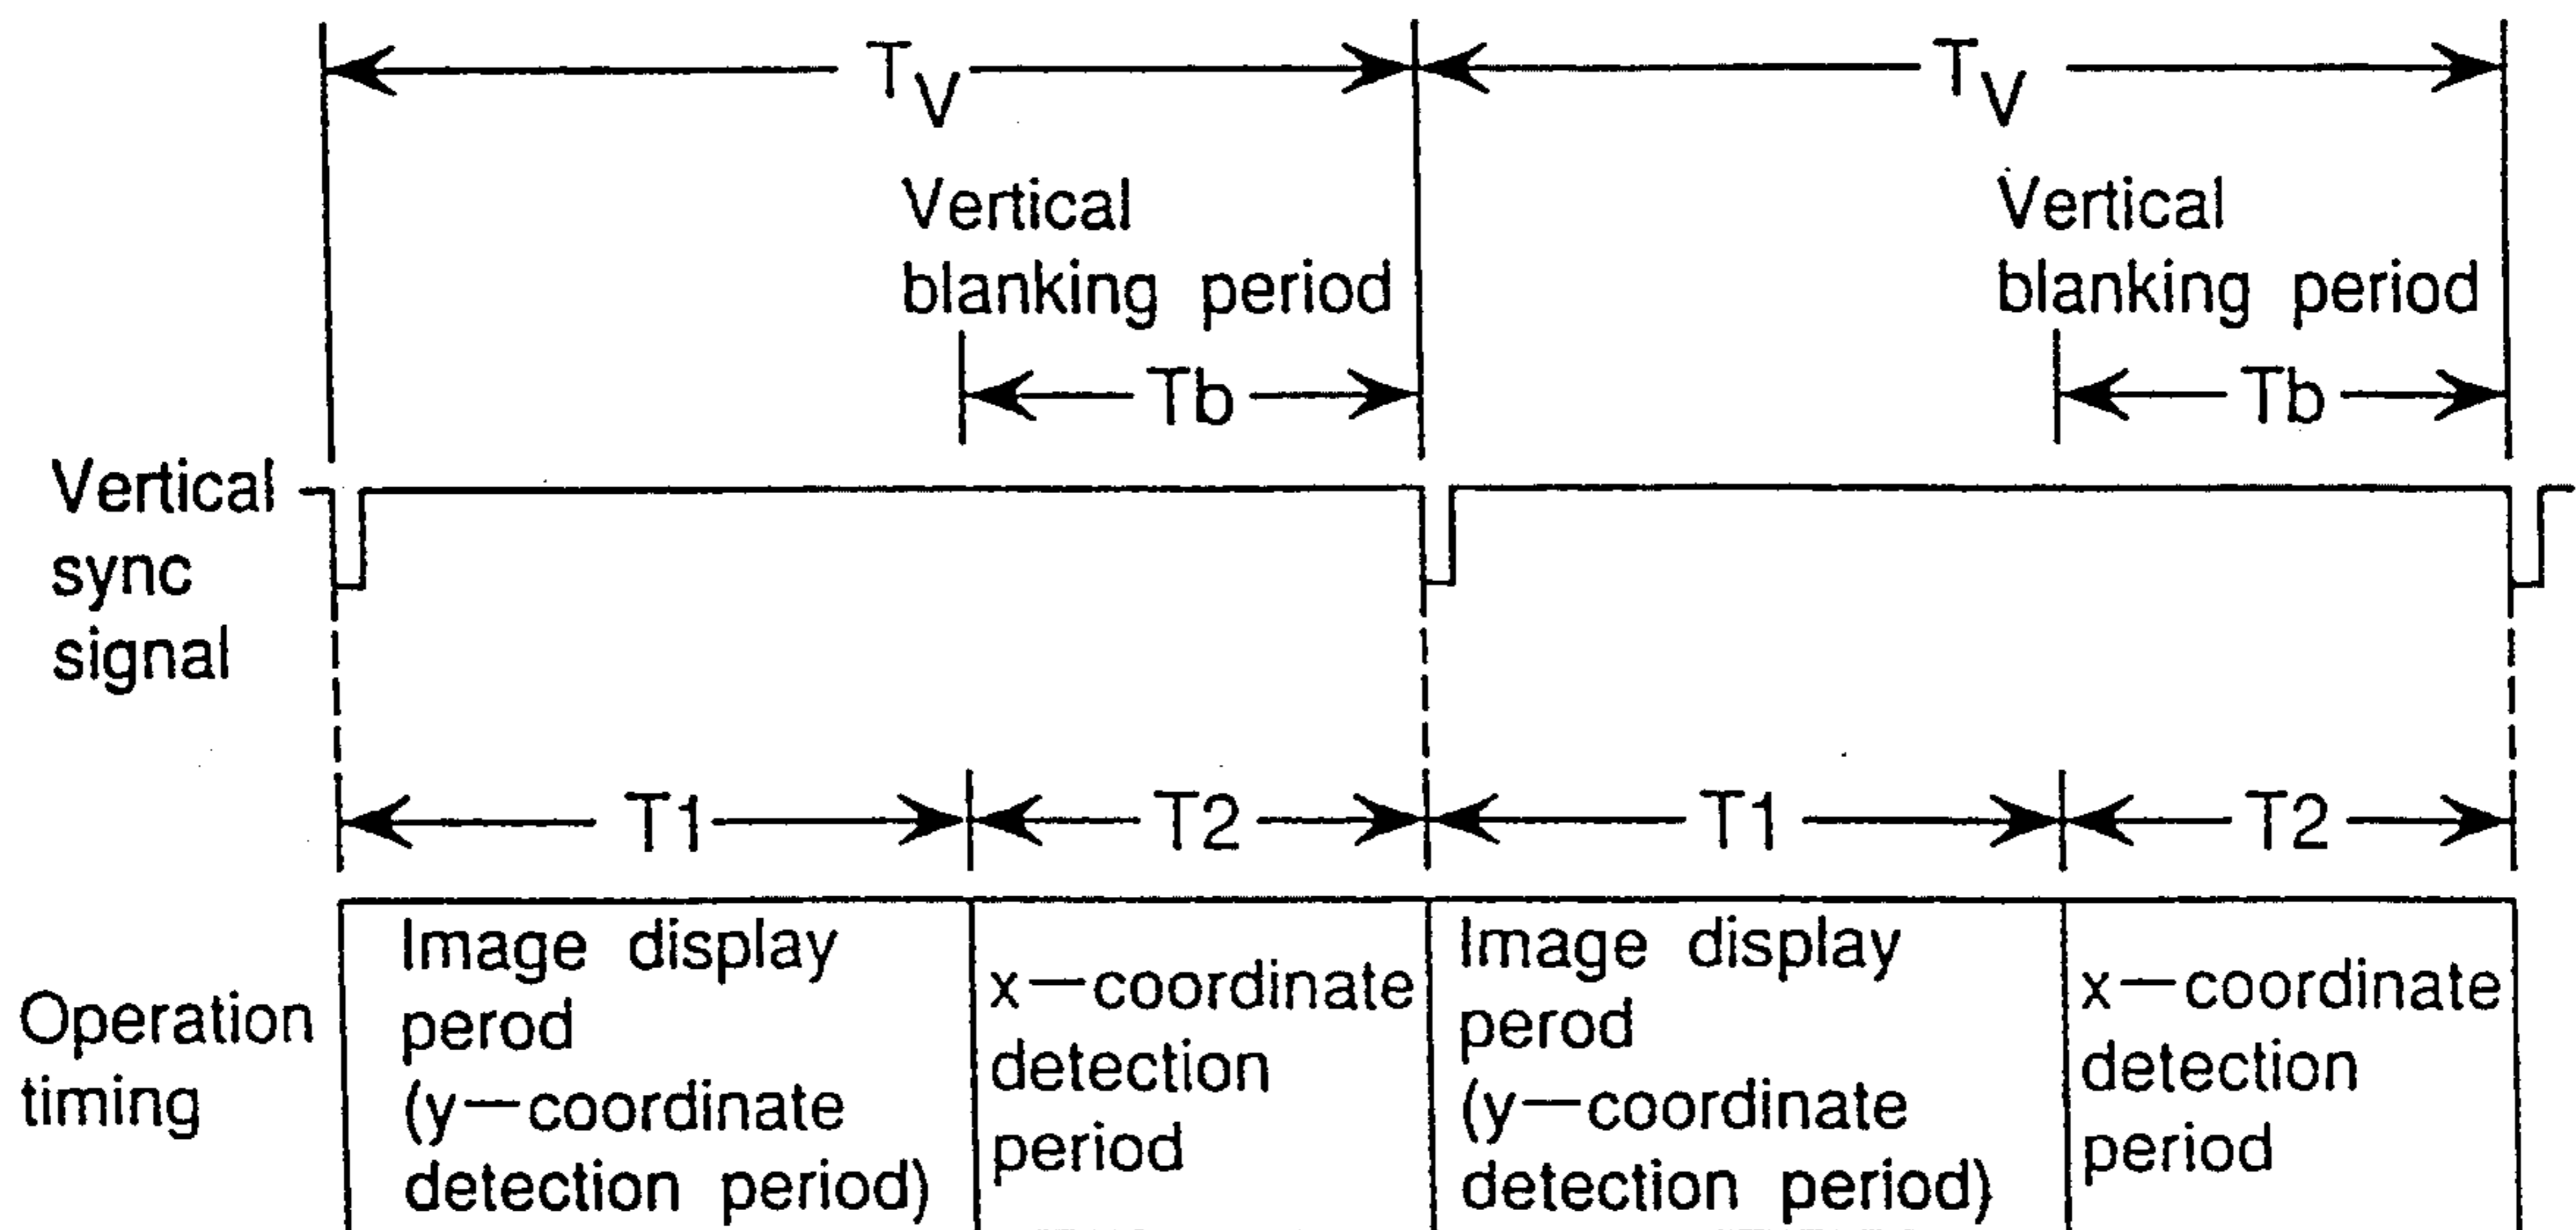 TV
TV
Vertical
blanking period
Vertical
blanking period
Tb
Tb
Vertical
sync
signal
T1
T2
T1
T2
Operation
timing
Image display
perod
(y—coordinate
detection period)
x—coordinate
detection
period
Image display
perod
(y—coordinate
detection period)
x—coordinate
detection
period